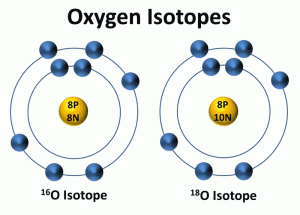 Oxygen Isotopes
8P
8N
8P
10N
¹⁶O Isotope
¹⁸O Isotope